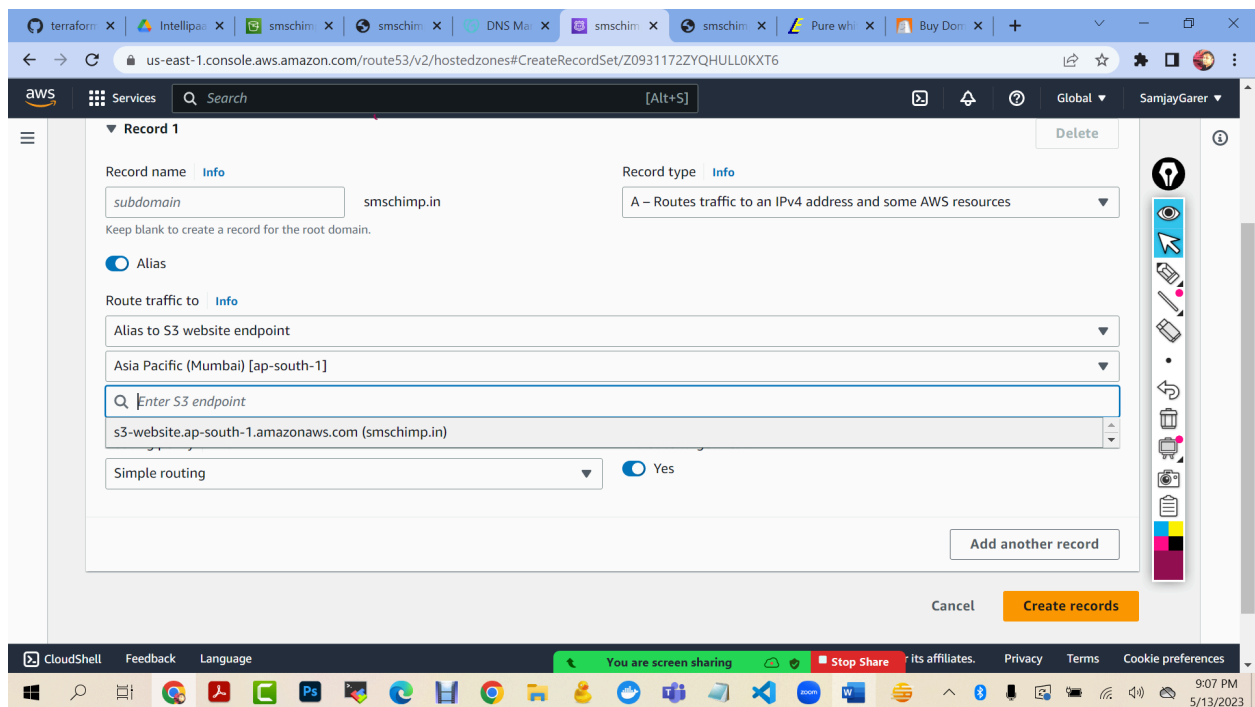 terraform
Intellipaa
smschim
smschim
DNS Ma
smschim
smschim
Pure whi
Buy Dom
us-east-1.console.aws.amazon.com/route53/v2/hostedzones#CreateRecordSet/Z0931172ZYQHULL0KXT6
aws
Services
Search
[Alt+S]
Global
SamjayGarer
Record 1
Delete
Record name Info
Record type Info
subdomain
smschimp.in
A – Routes traffic to an IPv4 address and some AWS resources
Keep blank to create a record for the root domain.
Alias
Route traffic to Info
Alias to S3 website endpoint
Asia Pacific (Mumbai) [ap-south-1]
Enter S3 endpoint
s3-website.ap-south-1.amazonaws.com (smschimp.in)
Simple routing
Yes
Add another record
Cancel
Create records
CloudShell
Feedback
Language
You are screen sharing
Stop Share
its affiliates.
Privacy
Terms
Cookie preferences
Ps
zoom
W
9:07 PM
5/13/2023